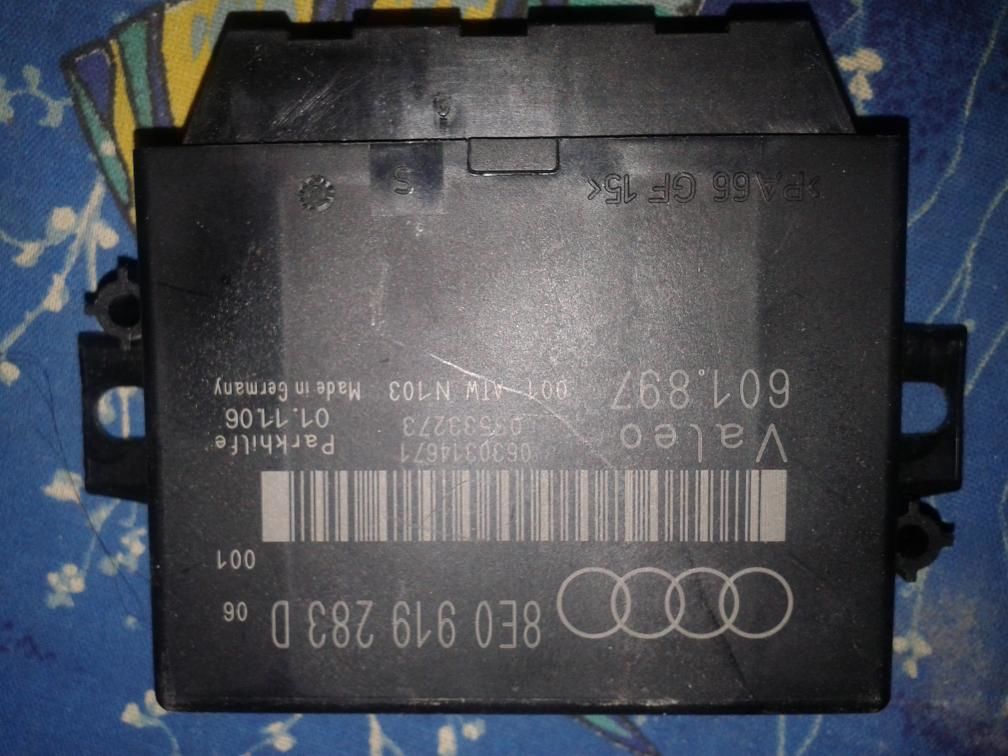 8E0 919 283 D 06
001
0630314671
03533273
Valeo
601.897
001 AIW N103
Parkhilfe
01.11.06
Made in Germany
>PA66 GF 15<
S